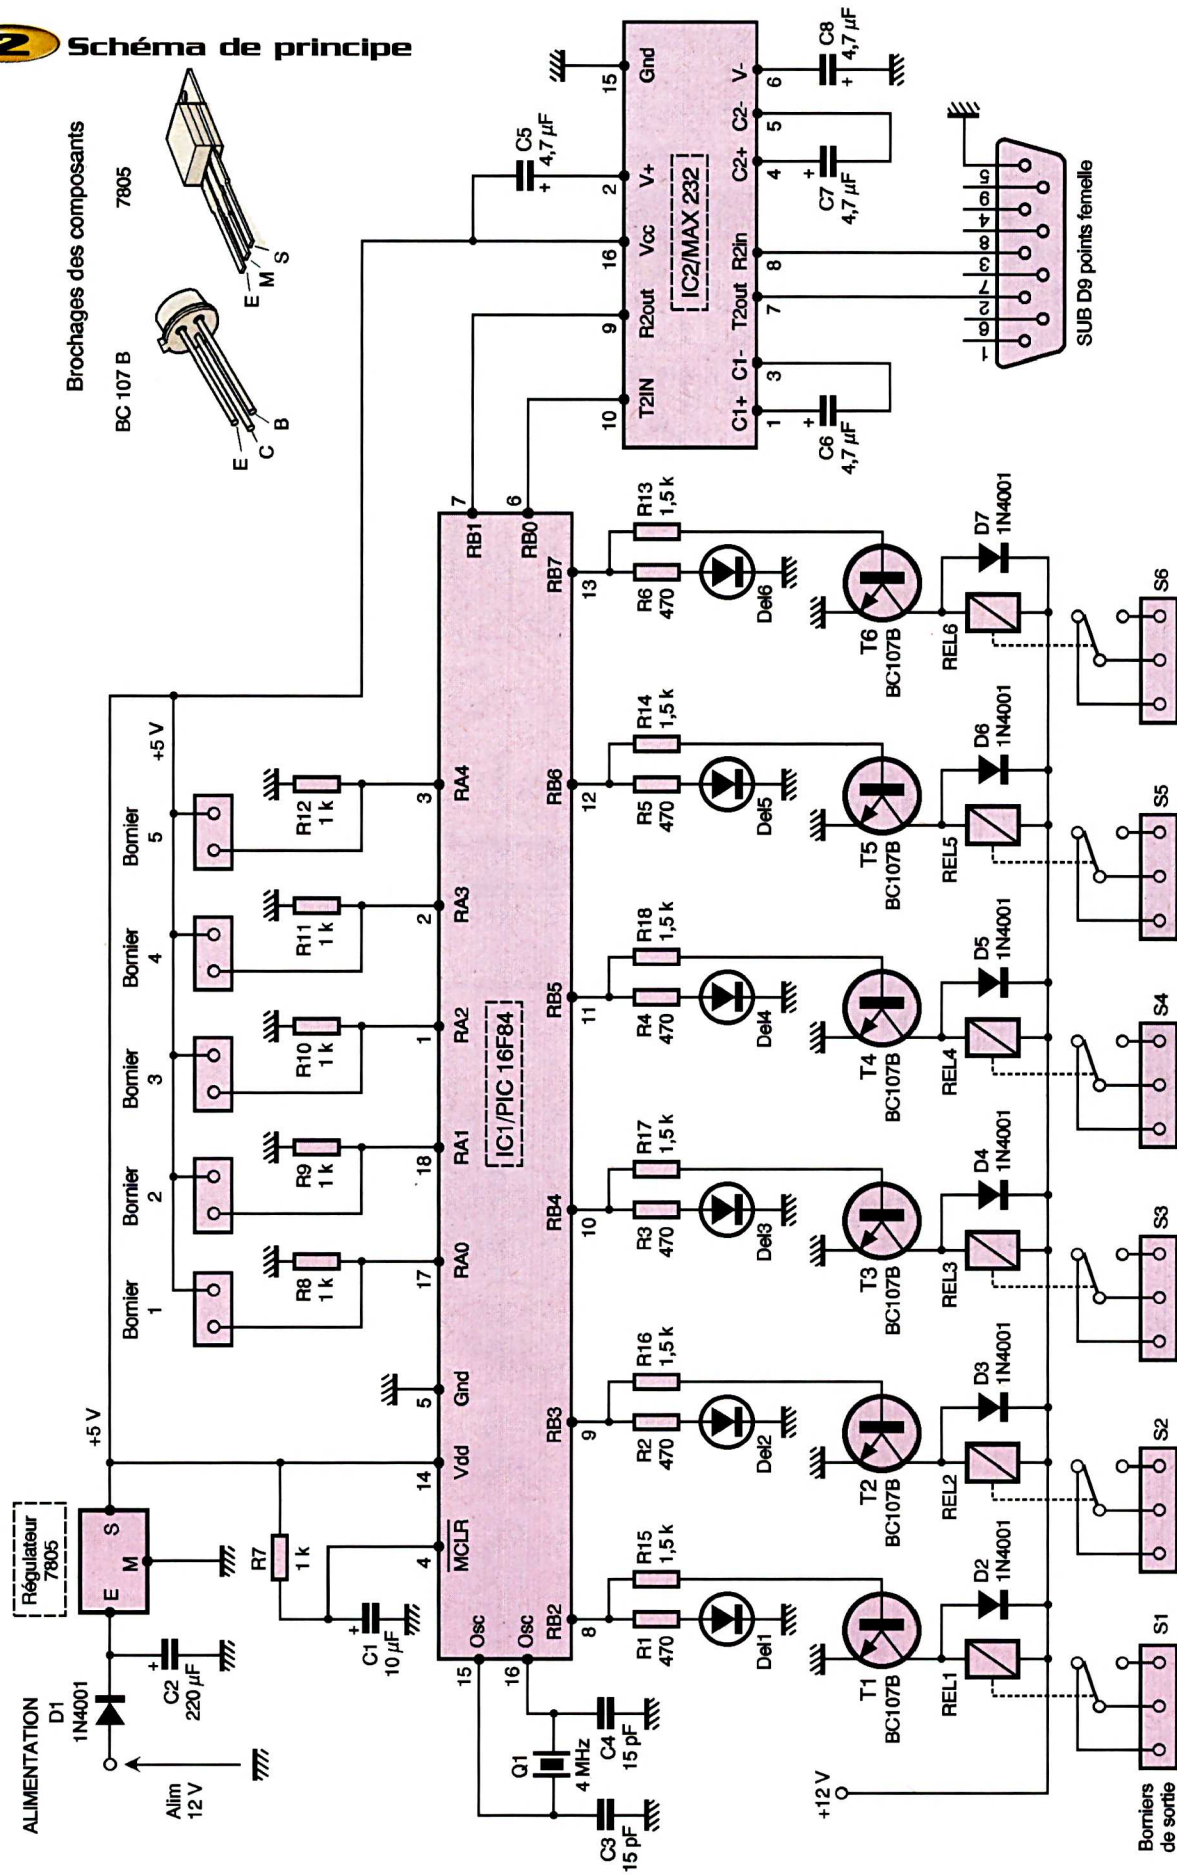 2 Schéma de principe
Brochages des composants
BC 107 B
7805
E
C
B
E
M
S
ALIMENTATION
D1
1N4001
Alim
12 V
C2
220 µF
+
Régulateur
7805
E
M
S
+5 V
R7
1 k
C1
10 µF
+
Q1
4 MHz
C3
15 pF
C4
15 pF
Bornier
1
Bornier
2
Bornier
3
Bornier
4
Bornier
5
+5 V
R8
1 k
R9
1 k
R10
1 k
R11
1 k
R12
1 k
15
16
4
14
5
17
18
1
2
3
Osc
Osc
MCLR
Vdd
Gnd
RA0
RA1
RA2
RA3
RA4
IC1/PIC 16F84
RB1
RB0
7
6
RB2
RB3
RB4
RB5
RB6
RB7
8
9
10
11
12
13
R1
470
R15
1,5 k
R2
470
R16
1,5 k
R3
470
R17
1,5 k
R4
470
R18
1,5 k
R5
470
R14
1,5 k
R6
470
R13
1,5 k
Del1
Del2
Del3
Del4
Del5
Del6
T1
BC107B
T2
BC107B
T3
BC107B
T4
BC107B
T5
BC107B
T6
BC107B
REL1
D2
1N4001
REL2
D3
1N4001
REL3
D4
1N4001
REL4
D5
1N4001
REL5
D6
1N4001
REL6
D7
1N4001
+12 V
Borniers
de sortie
S1
S2
S3
S4
S5
S6
C5
4,7 µF
+
10
9
16
2
15
T2IN
R2out
Vcc
V+
Gnd
IC2/MAX 232
C1+
C1-
T2out
R2in
C2+
C2-
V-
1
3
7
8
4
5
6
C6
4,7 µF
+
C7
4,7 µF
+
C8
4,7 µF
+
1
6
2
7
3
8
4
9
5
SUB D9 points femelle